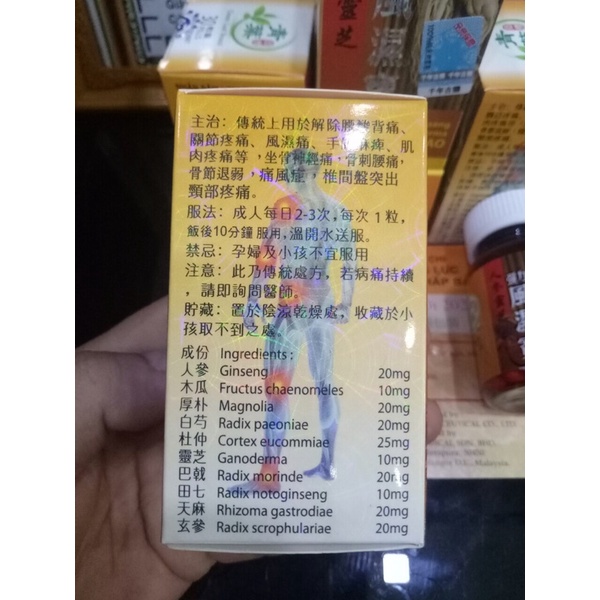 青葉
靈芝
主治：傳統上用於解除腰酸背痛、
關節疼痛、風濕痛、手腳麻痺、肌
肉疼痛等，坐骨神經痛，骨刺腰痛，
骨節退弱，痛風症，椎間盤突出
頸部疼痛。
服法：成人每日2-3次，每次1粒，
飯後10分鐘服用，溫開水送服。
禁忌：孕婦及小孩不宜服用
注意：此乃傳統處方，若病痛持續
，請即詢問醫師。
貯藏：置於陰涼乾燥處，收藏於小
孩取不到之處。
成份 Ingredients :
人參 Ginseng 20mg
木瓜 Fructus chaenomeles 10mg
厚朴 Magnolia 20mg
白芍 Radix paeoniae 20mg
杜仲 Cortex eucommiae 25mg
靈芝 Ganoderma 10mg
巴戟 Radix morinde 20mg
田七 Radix notoginseng 10mg
天麻 Rhizoma gastrodiae 20mg
玄參 Radix scrophulariae 20mg
Malaysia.